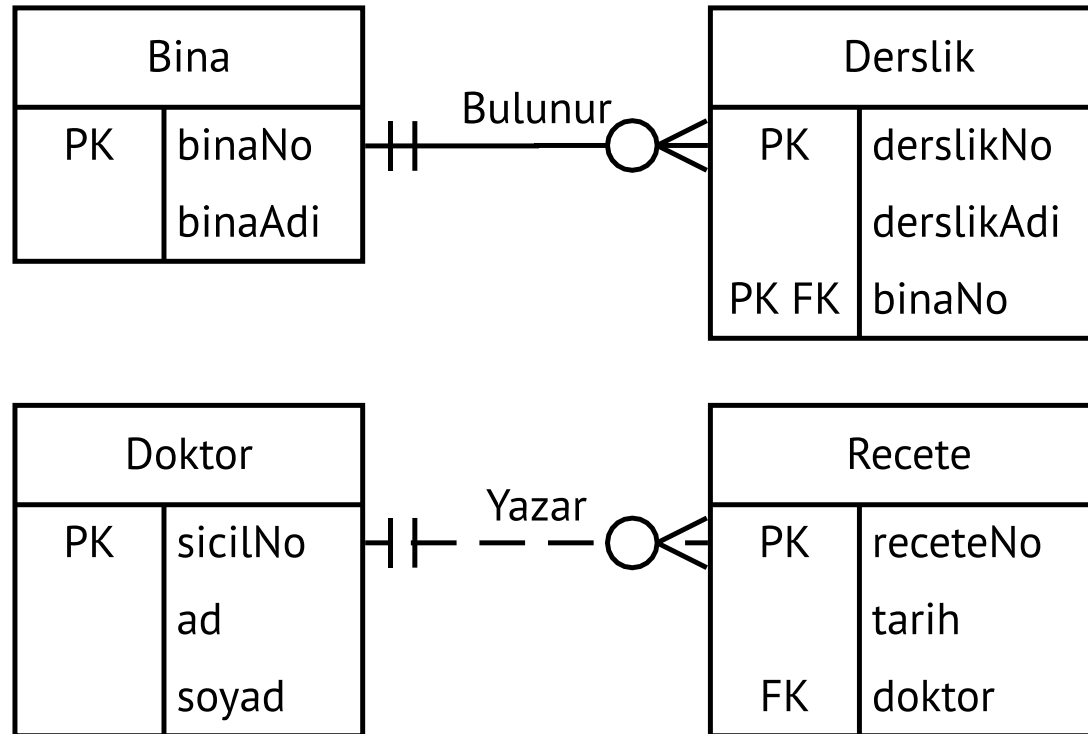 Bina
PK binaNo
binaAdi
Bulunur
Derslik
PK derslikNo
derslikAdi
PK FK binaNo
Doktor
PK sicilNo
ad
soyad
Yazar
Recete
PK receteNo
tarih
FK doktor